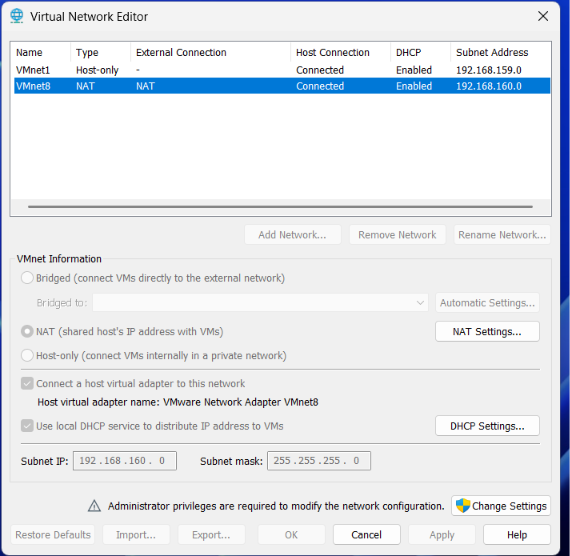 Virtual Network Editor
Name Type External Connection Host Connection DHCP Subnet Address
VMnet1 Host-only - Connected Enabled 192.168.159.0
VMnet8 NAT NAT Connected Enabled 192.168.160.0
Add Network... Remove Network Rename Network...
VMnet Information
Bridged (connect VMs directly to the external network)
Bridged to: Automatic Settings...
NAT (shared host's IP address with VMs) NAT Settings...
Host-only (connect VMs internally in a private network)
Connect a host virtual adapter to this network
Host virtual adapter name: VMware Network Adapter VMnet8
Use local DHCP service to distribute IP address to VMs DHCP Settings...
Subnet IP: 192 . 168 . 160 . 0 Subnet mask: 255 . 255 . 255 . 0
Administrator privileges are required to modify the network configuration. Change Settings
Restore Defaults Import... Export... OK Cancel Apply Help